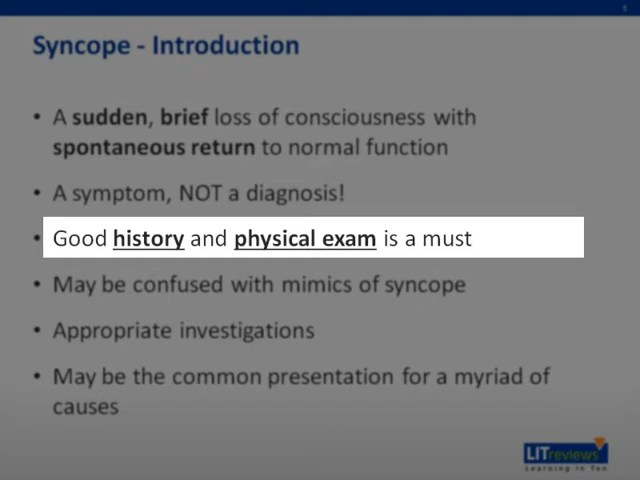 5
Syncope - Introduction
• A sudden, brief loss of consciousness with
spontaneous return to normal function
• A symptom, NOT a diagnosis!
• Good history and physical exam is a must
• May be confused with mimics of syncope
• Appropriate investigations
• May be the common presentation for a myriad of
causes
LITreviews
Learning in Ten